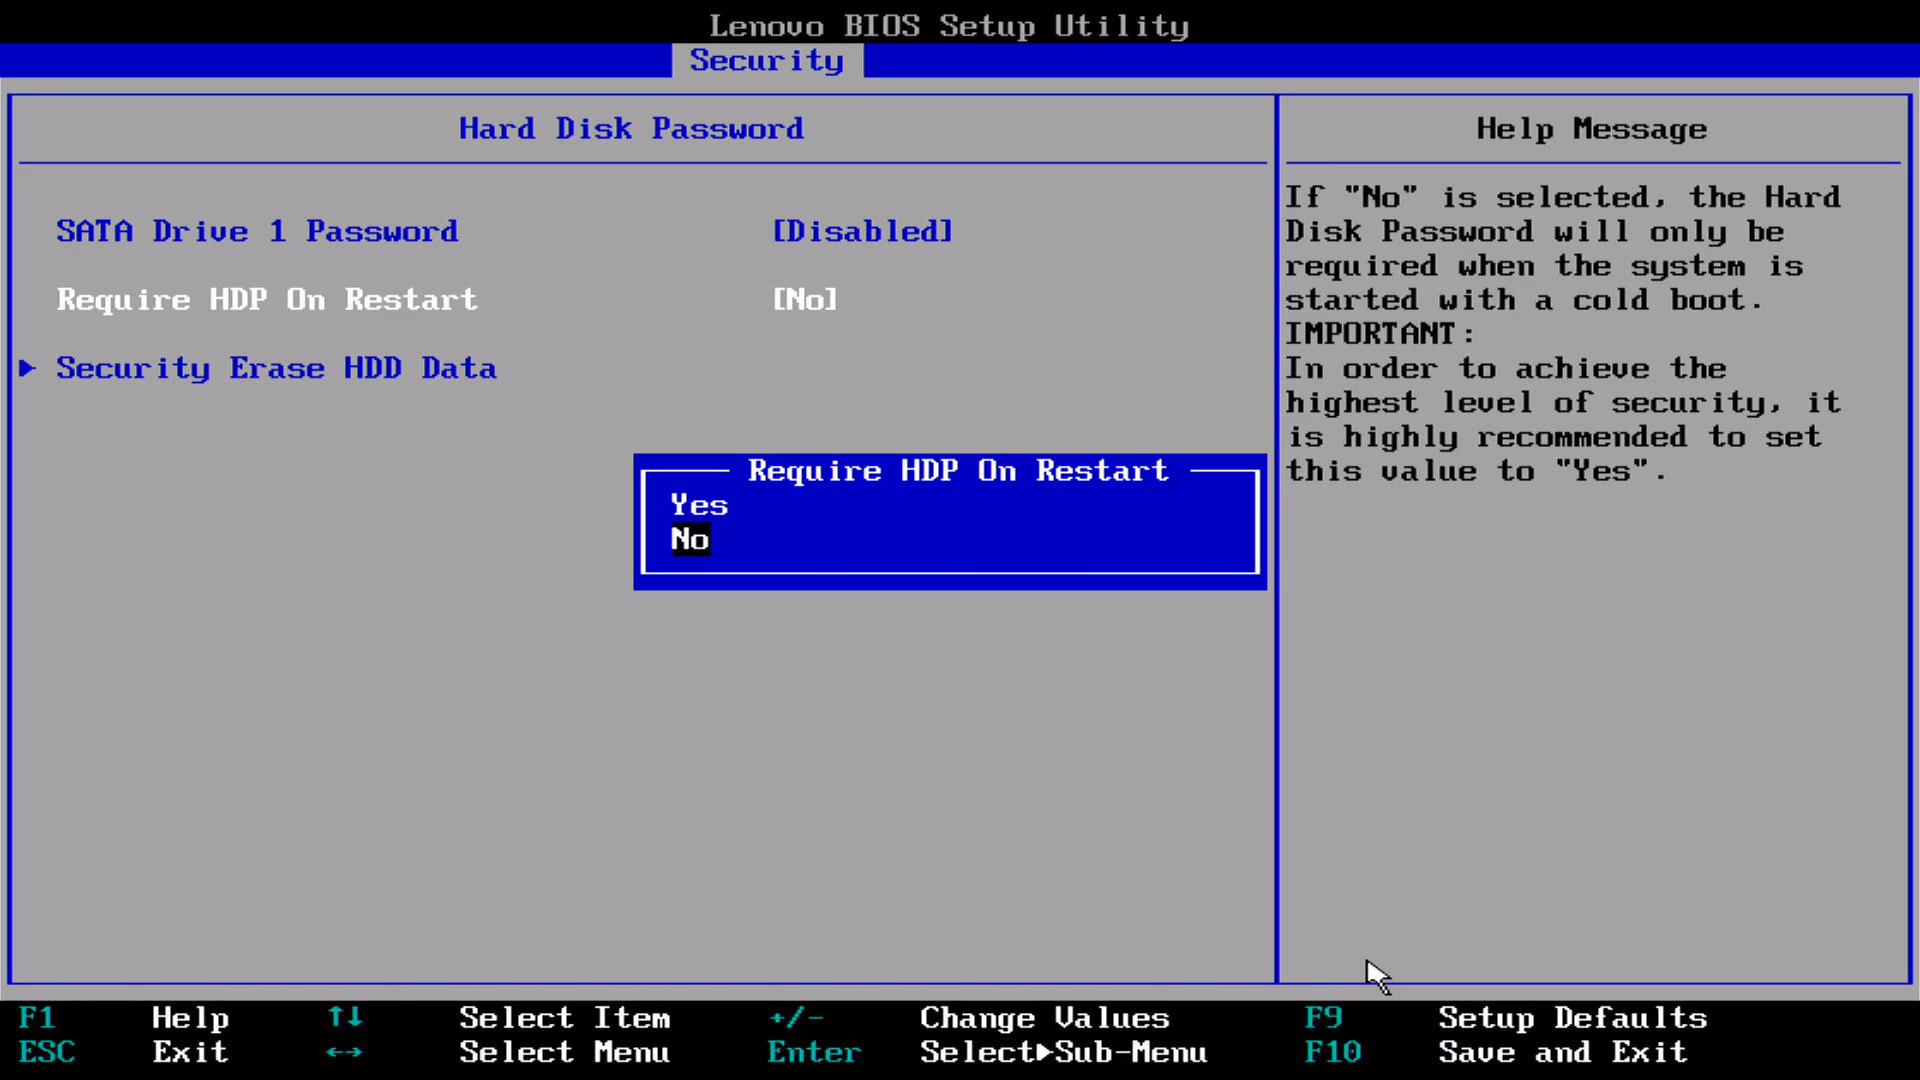 Lenovo BIOS Setup Utility
Security
Hard Disk Password
SATA Drive 1 Password [Disabled]
Require HDP On Restart [No]
Security Erase HDD Data
Require HDP On Restart
Yes
No
Help Message
If "No" is selected, the Hard
Disk Password will only be
required when the system is
started with a cold boot.
IMPORTANT:
In order to achieve the
highest level of security, it
is highly recommended to set
this value to "Yes".
F1 Help ↑↓ Select Item +/- Change Values F9 Setup Defaults
ESC Exit ←→ Select Menu Enter Select▶Sub-Menu F10 Save and Exit